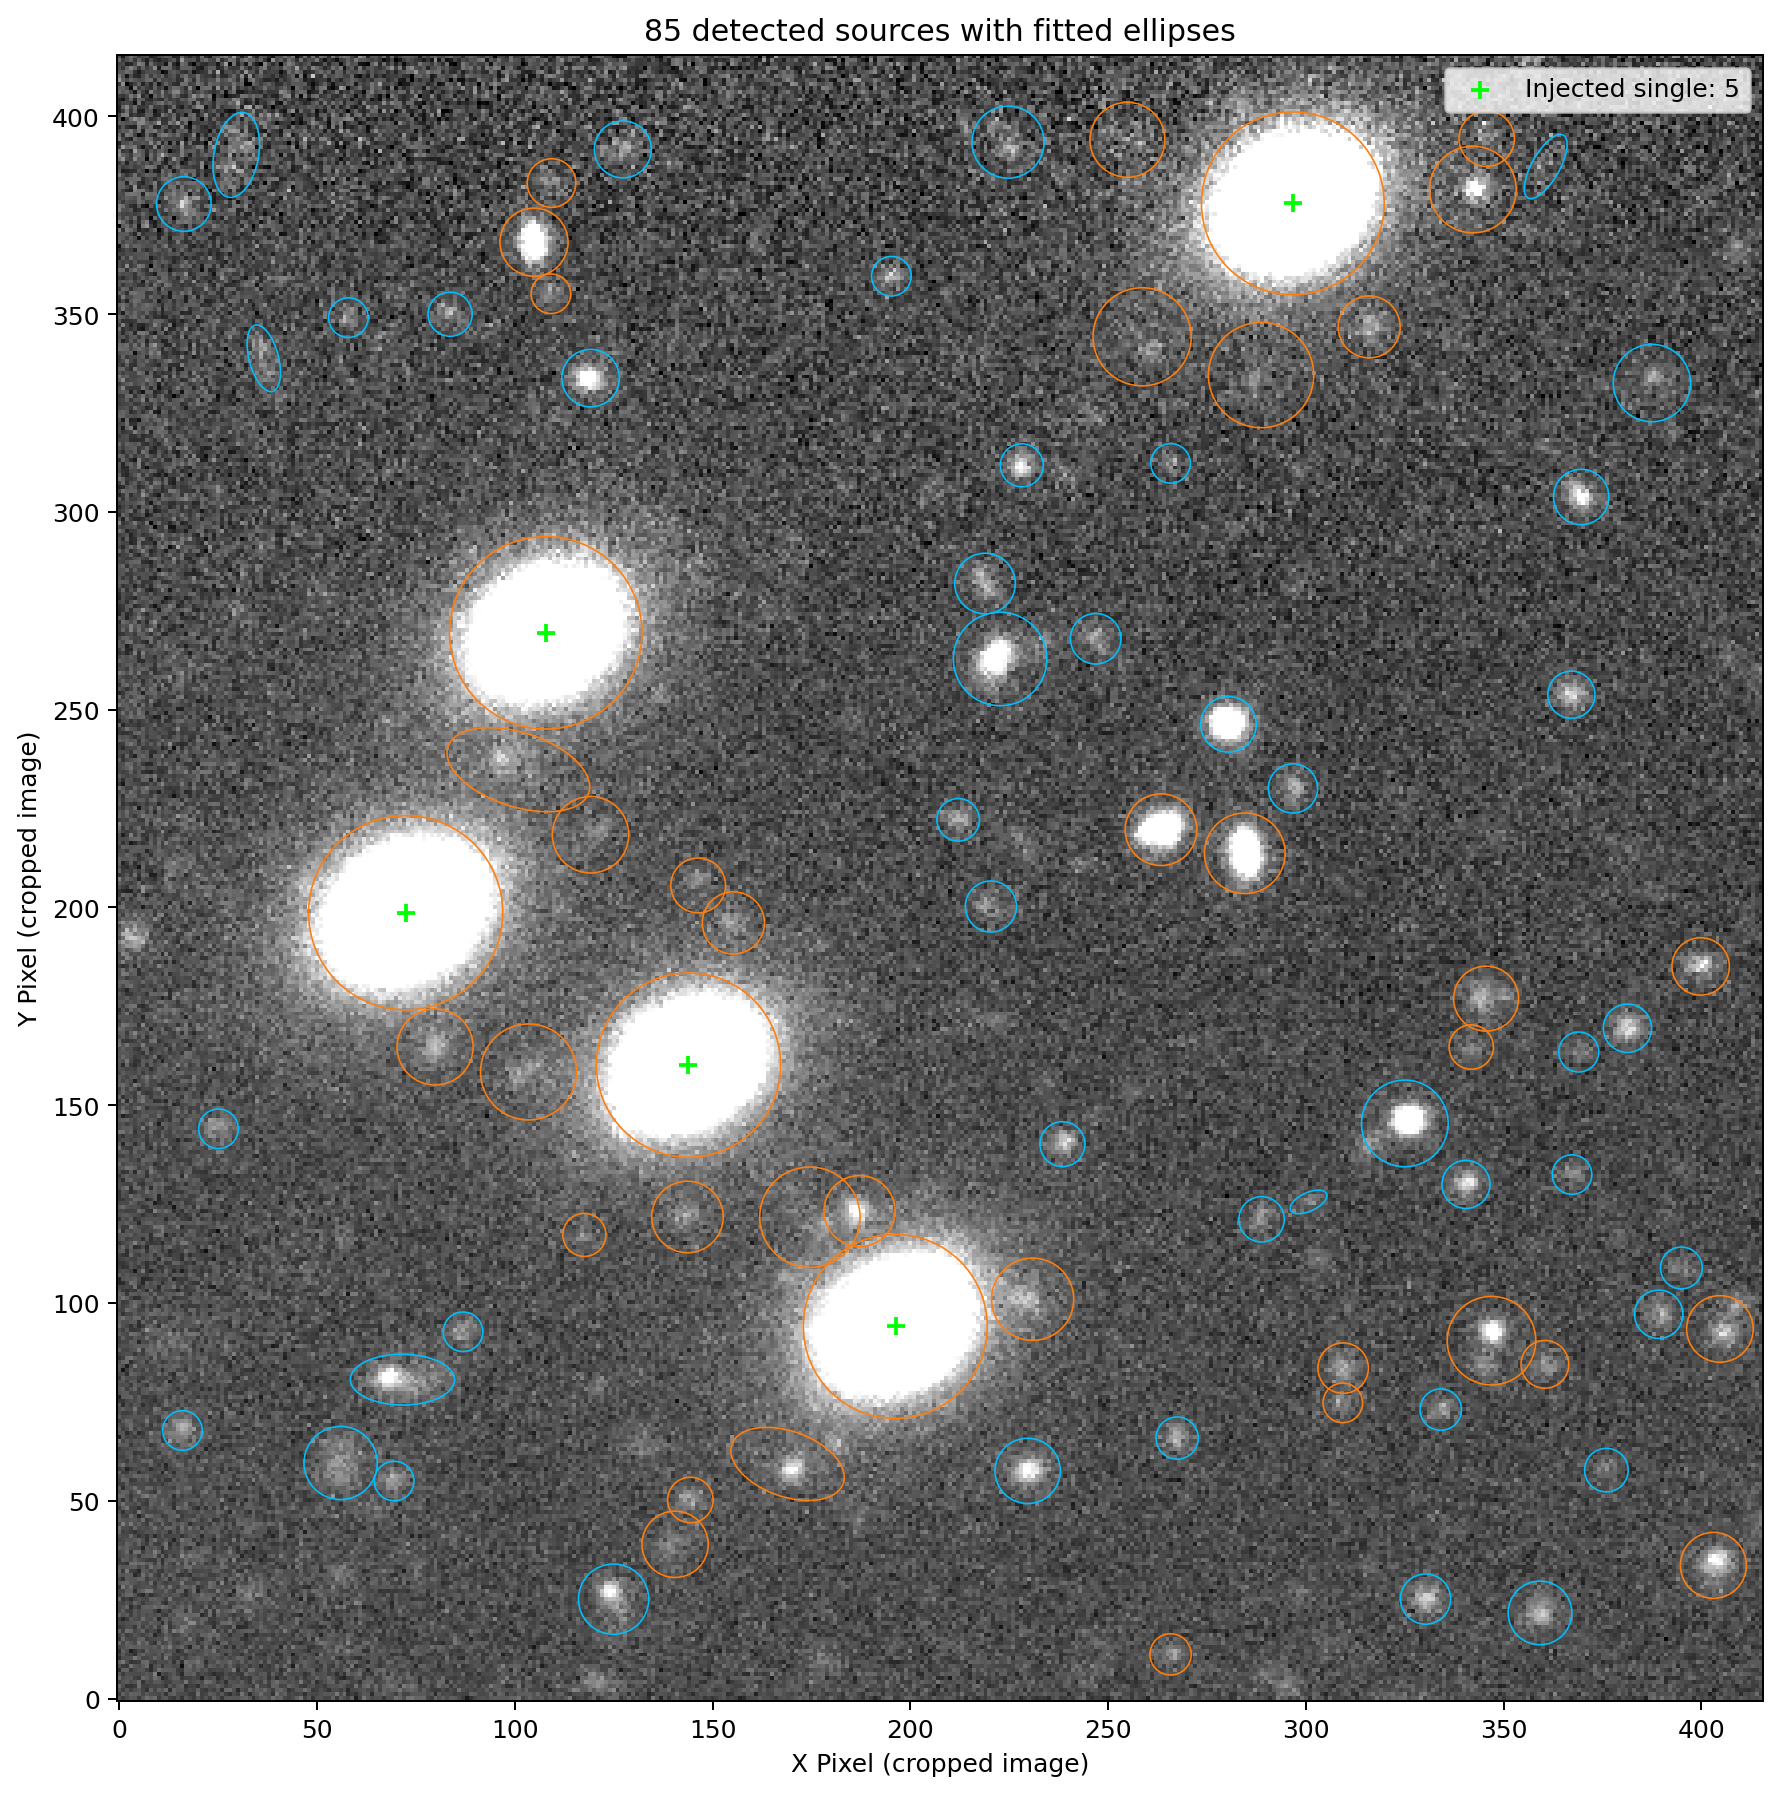 85 detected sources with fitted ellipses
Injected single: 5
400
350
300
250
200
150
100
50
0
Y Pixel (cropped image)
0 50 100 150 200 250 300 350 400
X Pixel (cropped image)